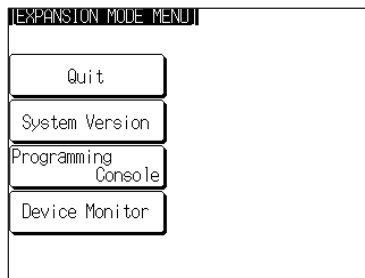 [EXPANSION MODE MENU]
Quit
System Version
Programming
Console
Device Monitor